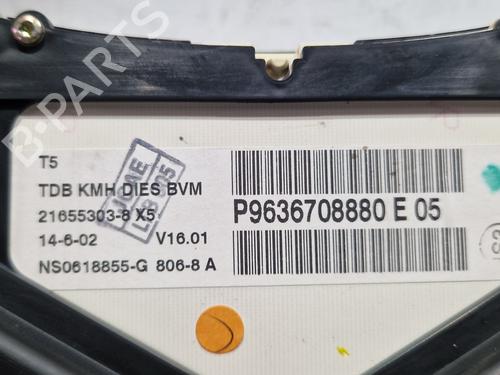 T5
TDB KMH DIES BVM
21655303-8 X5
14-6-02 V16.01
NS0618855-G 806-8 A
P9636708880 E 05
B-PARTS